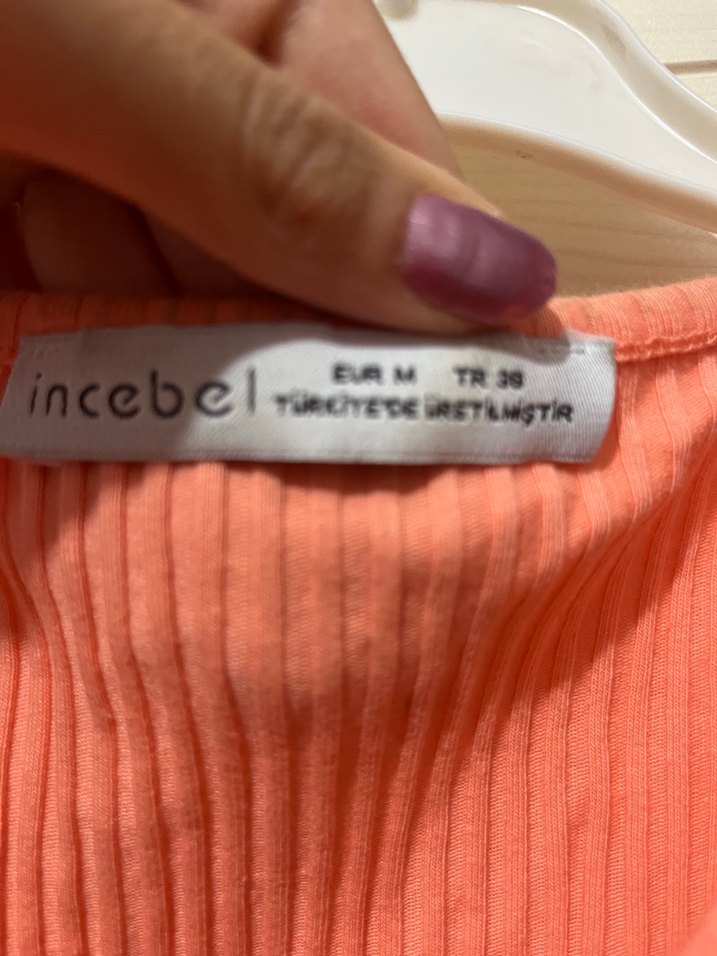 incebel
EUR M TR 38
TÜRKİYE'DE ÜRETİLMİŞTİR